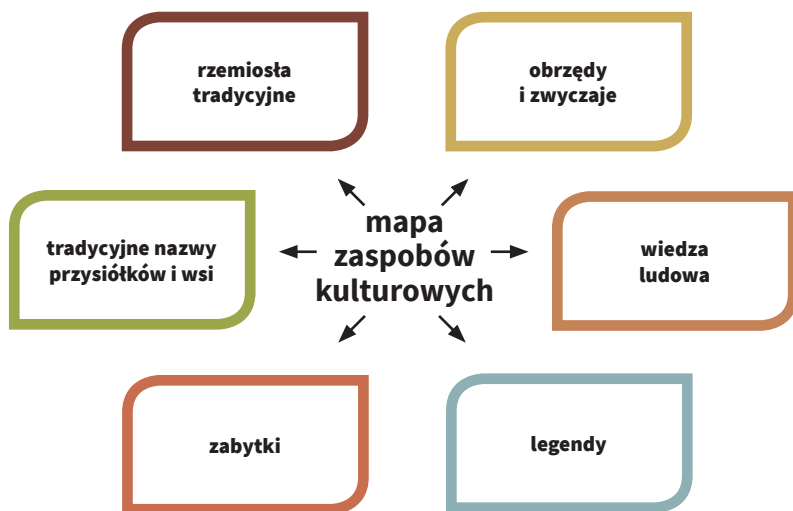 rzemiosła
tradycyjne
obrzędy
i zwyczaje
tradycyjne nazwy
przysiółków i wsi
mapa
zaspobów
kulturowych
wiedza
ludowa
zabytki
legendy